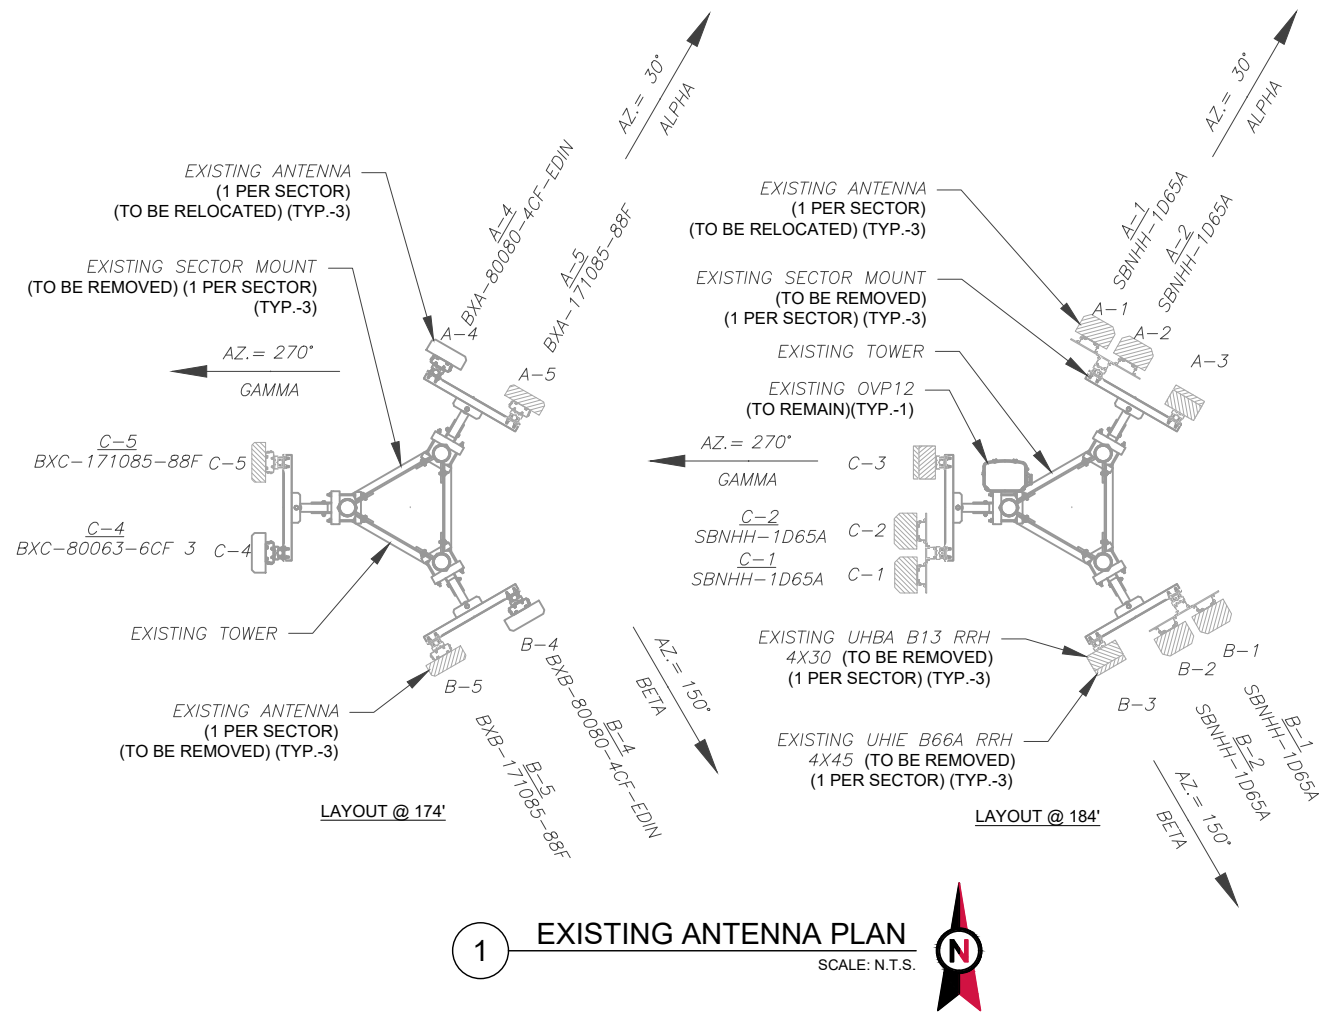 AZ.= 30°
ALPHA
EXISTING ANTENNA
(1 PER SECTOR)
(TO BE RELOCATED) (TYP.-3)
A-4
BXA-80080-4CF-EDIN
A-5
BXA-171085-88F
EXISTING SECTOR MOUNT
(TO BE REMOVED) (1 PER SECTOR)
(TYP.-3)
A-4
A-5
AZ.= 270°
GAMMA
C-5
BXC-171085-88F
C-5
C-4
BXC-80063-6CF 3
C-4
EXISTING TOWER
B-4
B-5
EXISTING ANTENNA
(1 PER SECTOR)
(TO BE REMOVED) (TYP.-3)
B-5
BXB-171085-88F
B-4
BXB-80080-4CF-EDIN
AZ.= 150°
BETA
LAYOUT @ 174'
AZ.= 30°
ALPHA
EXISTING ANTENNA
(1 PER SECTOR)
(TO BE RELOCATED) (TYP.-3)
A-1
SBNHH-1D65A
A-2
SBNHH-1D65A
EXISTING SECTOR MOUNT
(TO BE REMOVED)
(1 PER SECTOR) (TYP.-3)
A-1
A-2
A-3
EXISTING TOWER
EXISTING OVP12
(TO REMAIN)(TYP.-1)
AZ.= 270°
GAMMA
C-3
C-2
SBNHH-1D65A
C-2
C-1
SBNHH-1D65A
C-1
EXISTING UHBA B13 RRH
4X30 (TO BE REMOVED)
(1 PER SECTOR) (TYP.-3)
B-1
B-2
B-3
EXISTING UHIE B66A RRH
4X45 (TO BE REMOVED)
(1 PER SECTOR) (TYP.-3)
B-1
SBNHH-1D65A
B-2
SBNHH-1D65A
AZ.= 150°
BETA
LAYOUT @ 184'
1
EXISTING ANTENNA PLAN
SCALE: N.T.S.
N